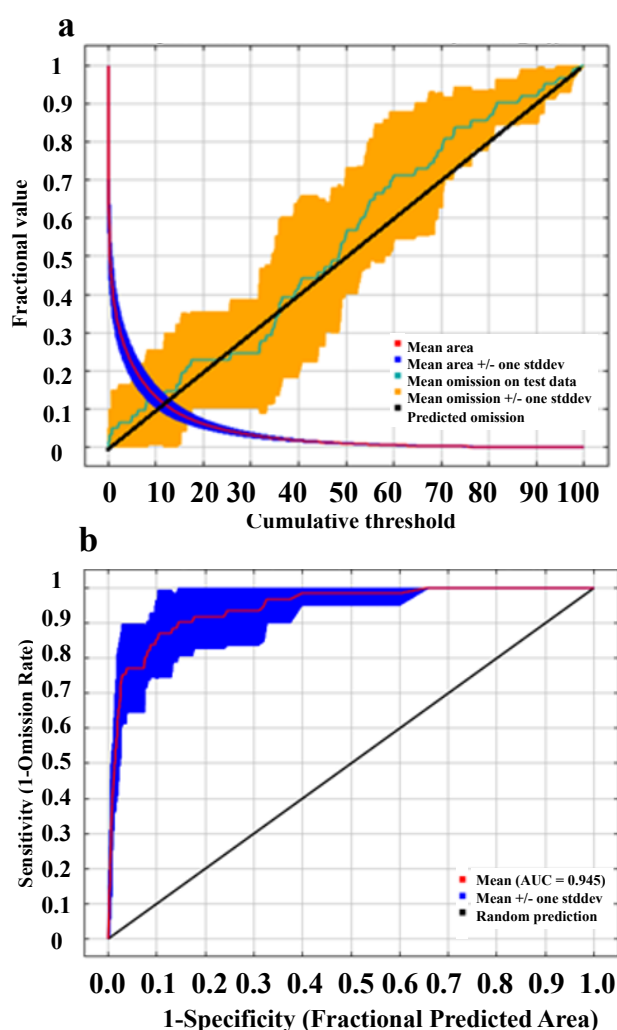 a
1
0.9
0.8
0.7
0.6
0.5
0.4
0.3
0.2
0.1
0
Fractional value
Mean area
Mean area +/- one stddev
Mean omission on test data
Mean omission +/- one stddev
Predicted omission
0 10 20 30 40 50 60 70 80 90 100
Cumulative threshold
b
1
0.9
0.8
0.7
0.6
0.5
0.4
0.3
0.2
0.1
0
Sensitivity (1-Omission Rate)
Mean (AUC = 0.945)
Mean +/- one stddev
Random prediction
0.0 0.1 0.2 0.3 0.4 0.5 0.6 0.7 0.8 0.9 1.0
1-Specificity (Fractional Predicted Area)